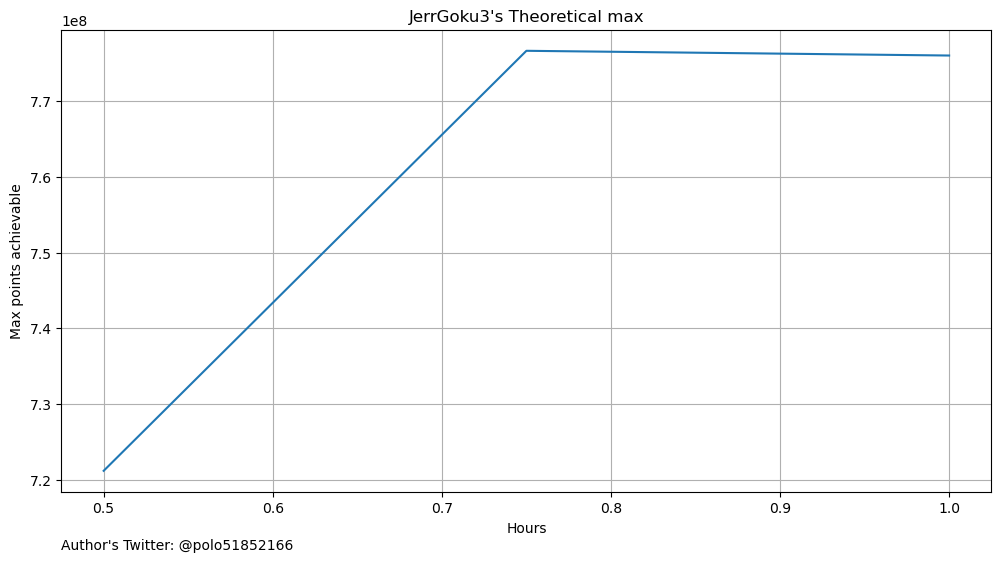 JerrGoku3's Theoretical max
1e8
7.7
7.6
7.5
7.4
7.3
7.2
Max points achievable
0.5 0.6 0.7 0.8 0.9 1.0
Hours
Author's Twitter: @polo51852166